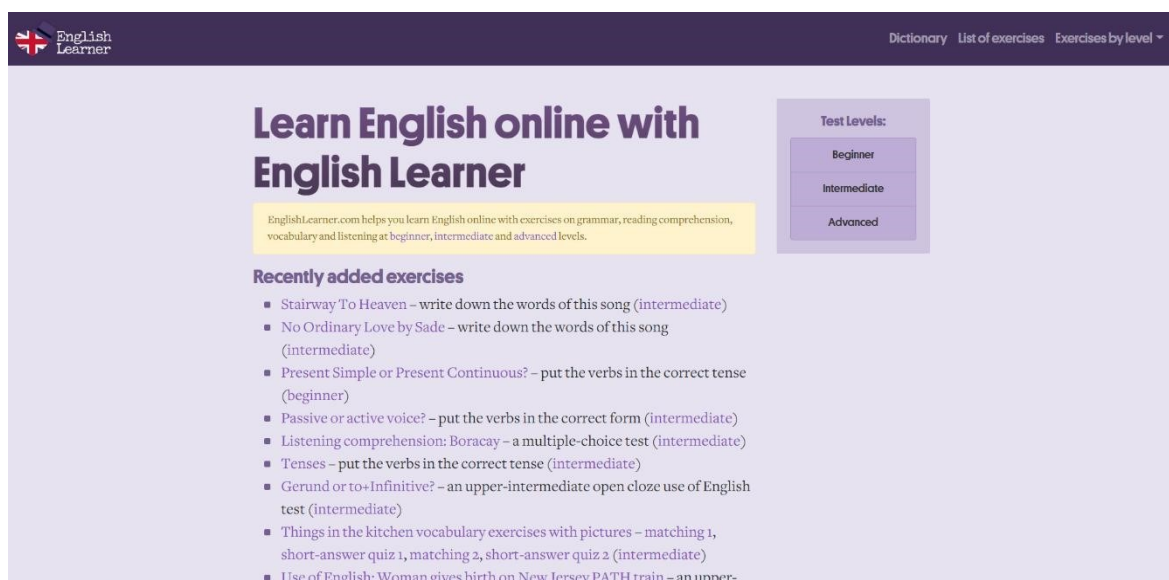 English
Learner
Dictionary List of exercises Exercises by level
Learn English online with
English Learner
EnglishLearner.com helps you learn English online with exercises on grammar, reading comprehension,
vocabulary and listening at beginner, intermediate and advanced levels.
Recently added exercises
Stairway To Heaven – write down the words of this song (intermediate)
No Ordinary Love by Sade – write down the words of this song
(intermediate)
Present Simple or Present Continuous? – put the verbs in the correct tense
(beginner)
Passive or active voice? – put the verbs in the correct form (intermediate)
Listening comprehension: Boracay – a multiple-choice test (intermediate)
Tenses – put the verbs in the correct tense (intermediate)
Gerund or to+Infinitive? – an upper-intermediate open cloze use of English
test (intermediate)
Things in the kitchen vocabulary exercises with pictures – matching 1,
short-answer quiz 1, matching 2, short-answer quiz 2 (intermediate)
Use of English: Woman gives birth on New Jersey PATH train – an upper-
Test Levels:
Beginner
Intermediate
Advanced